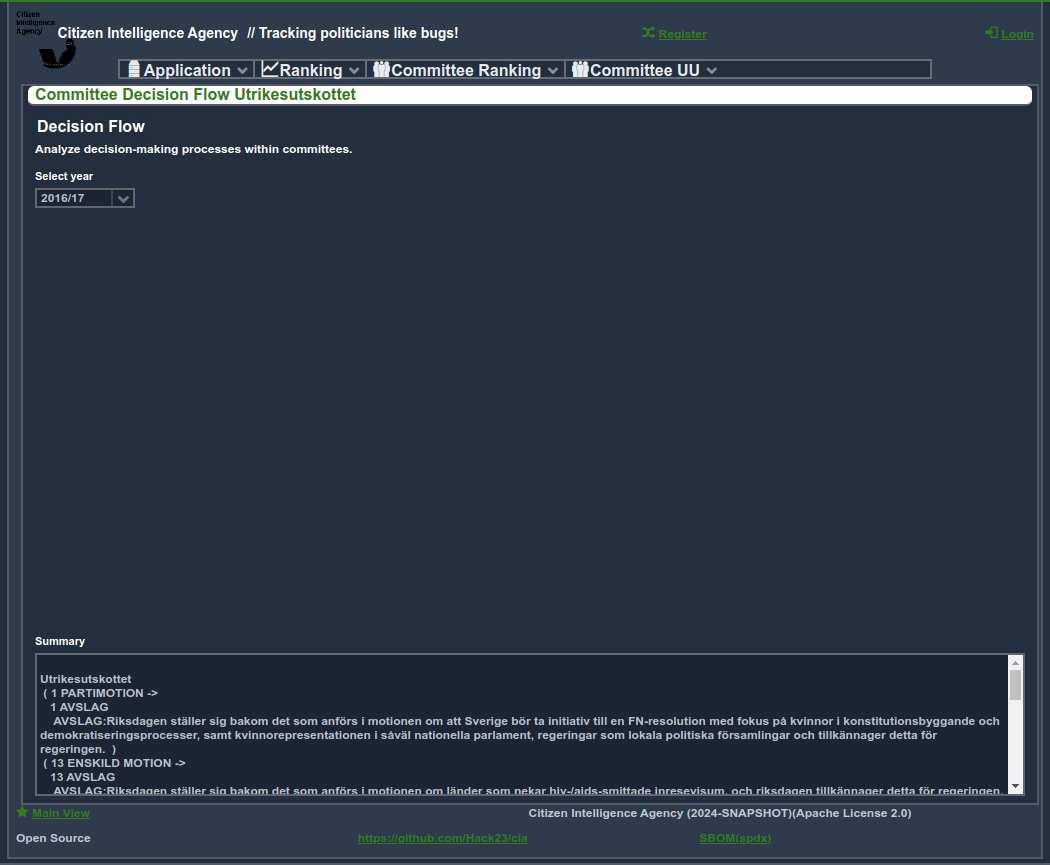 Citizen
Intelligence
Agency
Citizen Intelligence Agency // Tracking politicians like bugs!
Register
Login
Application
Ranking
Committee Ranking
Committee UU
Committee Decision Flow Utrikesutskottet
Decision Flow
Analyze decision-making processes within committees.
Select year
2016/17
Summary
Utrikesutskottet
( 1 PARTIMOTION ->
1 AVSLAG
AVSLAG:Riksdagen ställer sig bakom det som anförs i motionen om att Sverige bör ta initiativ till en FN-resolution med fokus på kvinnor i konstitutionsbyggande och
demokratiseringsprocesser, samt kvinnorepresentationen i såväl nationella parlament, regeringar som lokala politiska församlingar och tillkännager detta för
regeringen. )
( 13 ENSKILD MOTION ->
13 AVSLAG
AVSLAG:Riksdagen ställer sig bakom det som anförs i motionen om länder som nekar hiv-/aids-smittade inresevisum, och riksdagen tillkännager detta för regeringen.
Main View
Citizen Intelligence Agency (2024-SNAPSHOT)(Apache License 2.0)
Open Source
https://github.com/Hack23/cia
SBOM(spdx)